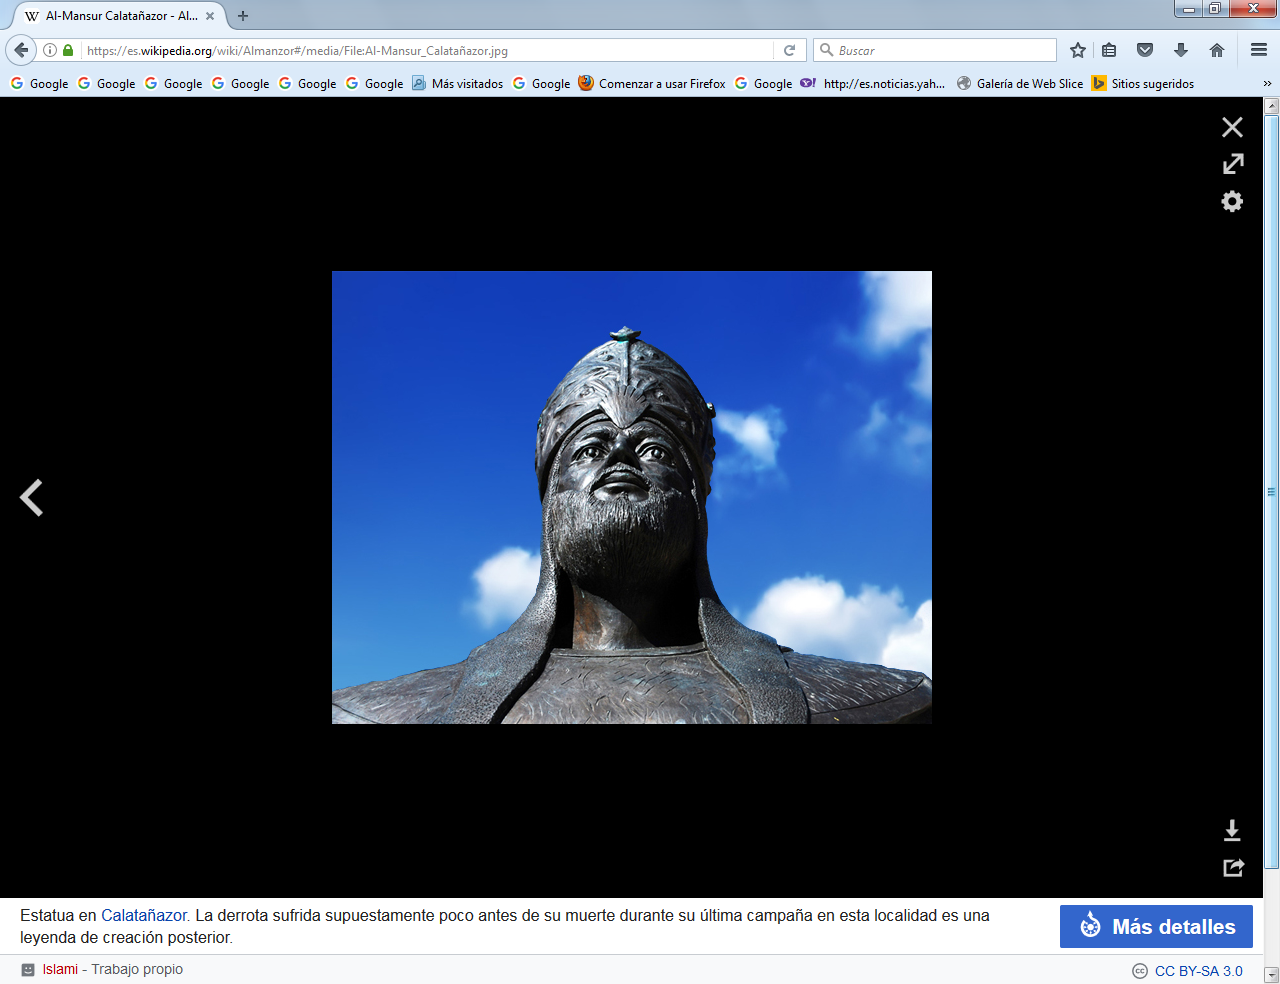 Al-Mansur Calatañazor - Al...
https://es.wikipedia.org/wiki/Almanzor#/media/File:Al-Mansur_Calatañazor.jpg
Buscar
Google Google Google Google Google Google Más visitados Google Comenzar a usar Firefox Google http://es.noticias.yah... Galería de Web Slice Sitios sugeridos
Estatua en Calatañazor. La derrota sufrida supuestamente poco antes de su muerte durante su última campaña en esta localidad es una
leyenda de creación posterior.
Más detalles
Islami - Trabajo propio
cc CC BY-SA 3.0